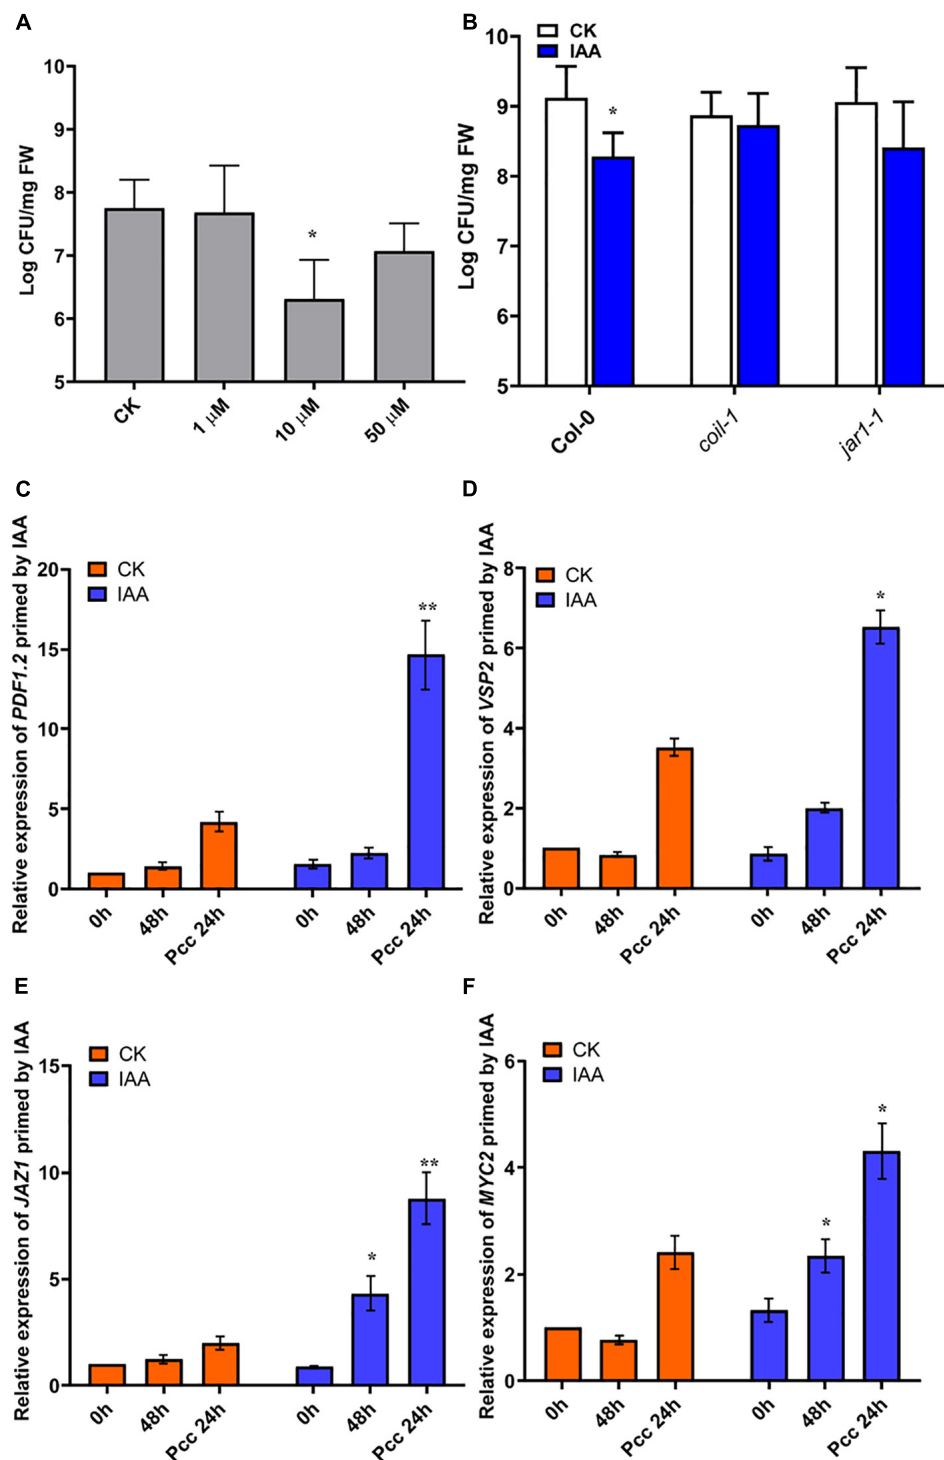 A
Log CFU/mg FW
10
9
8
7
6
5
*
CK
1 µM
10 µM
50 µM
B
Log CFU/mg FW
10
9
8
7
6
5
CK
IAA
*
Col-0
coil-1
jar1-1
C
Relative expression of PDF1.2 primed by IAA
20
15
10
5
0
CK
IAA
**
0h
48h
Pcc 24h
0h
48h
Pcc 24h
D
Relative expression of VSP2 primed by IAA
8
6
4
2
0
CK
IAA
*
0h
48h
Pcc 24h
0h
48h
Pcc 24h
E
Relative expression of JAZ1 primed by IAA
15
10
5
0
CK
IAA
*
**
0h
48h
Pcc 24h
0h
48h
Pcc 24h
F
Relative expression of MYC2 primed by IAA
6
4
2
0
CK
IAA
*
*
0h
48h
Pcc 24h
0h
48h
Pcc 24h